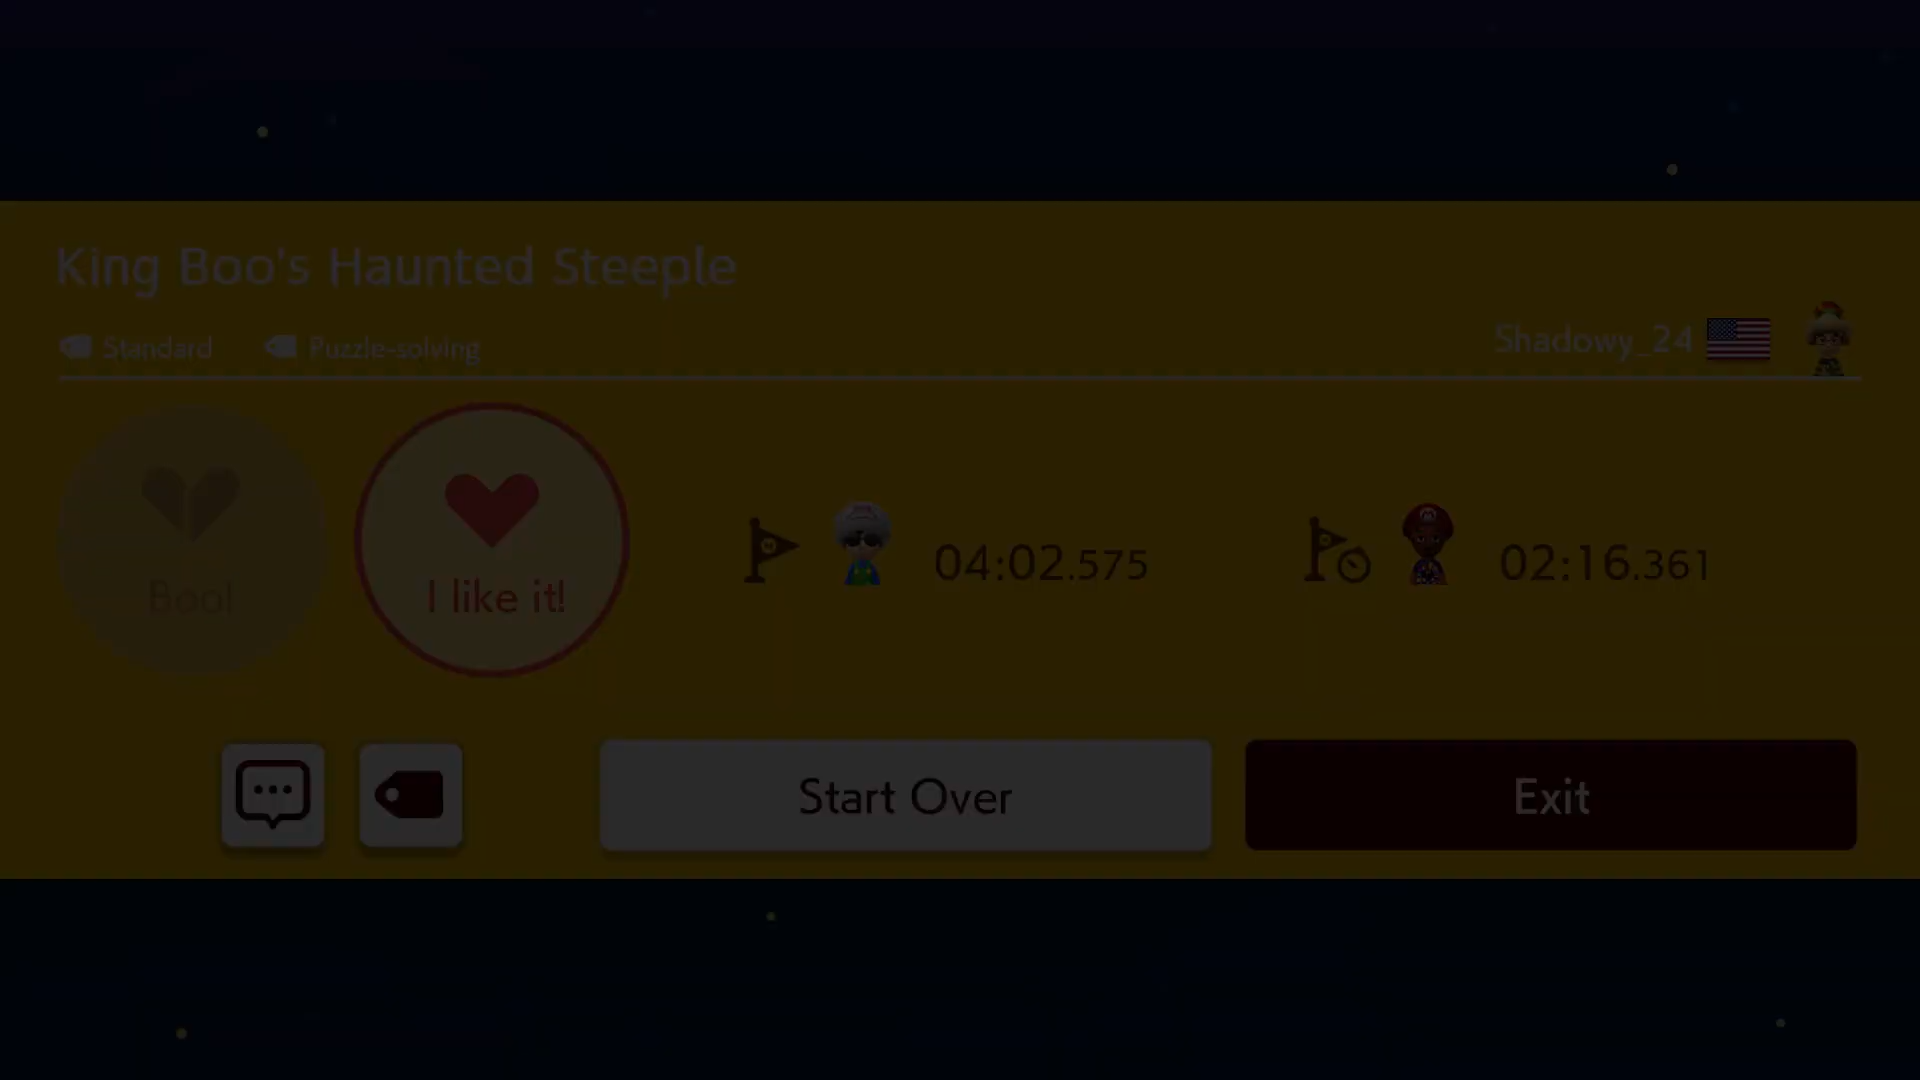 King Boo's Haunted Steeple
Standard Puzzle-solving
Shadowy_24
Boo!
I like it!
04:02.575
02:16.361
Start Over
Exit